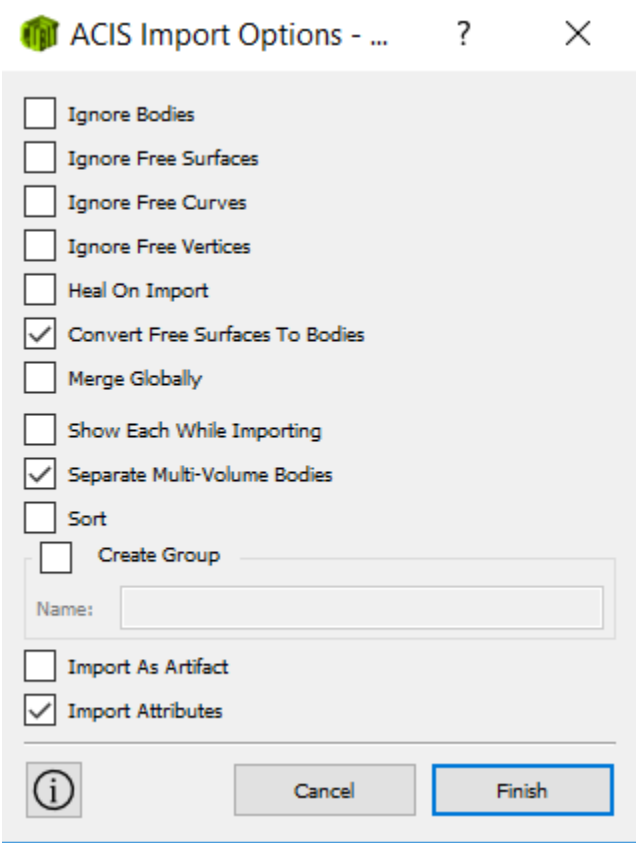 ACIS Import Options - ...
?
Ignore Bodies
Ignore Free Surfaces
Ignore Free Curves
Ignore Free Vertices
Heal On Import
Convert Free Surfaces To Bodies
Merge Globally
Show Each While Importing
Separate Multi-Volume Bodies
Sort
Create Group
Name:
Import As Artifact
Import Attributes
Cancel Finish